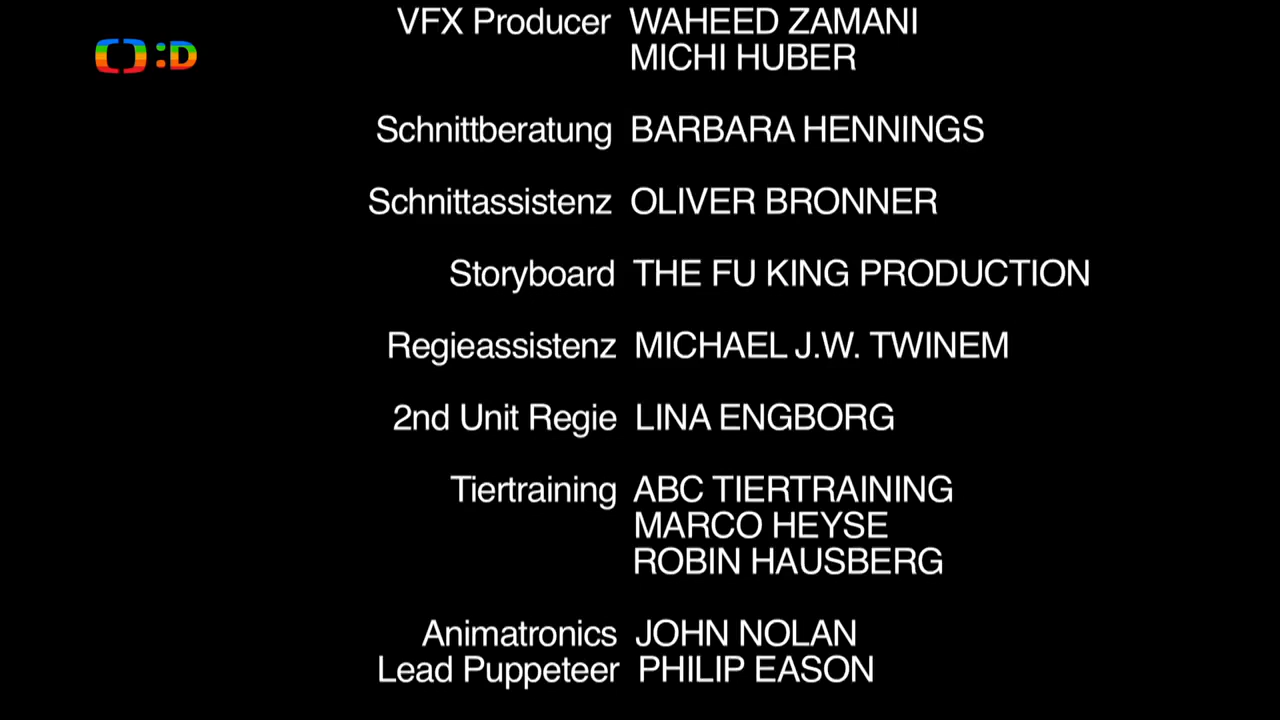 VFX Producer WAHEED ZAMANI
MICHI HUBER
:D
Schnittberatung BARBARA HENNINGS
Schnittassistenz OLIVER BRONNER
Storyboard THE FU KING PRODUCTION
Regieassistenz MICHAEL J.W. TWINEM
2nd Unit Regie LINA ENGBORG
Tiertraining ABC TIERTRAINING
MARCO HEYSE
ROBIN HAUSBERG
Animatronics JOHN NOLAN
Lead Puppeteer PHILIP EASON